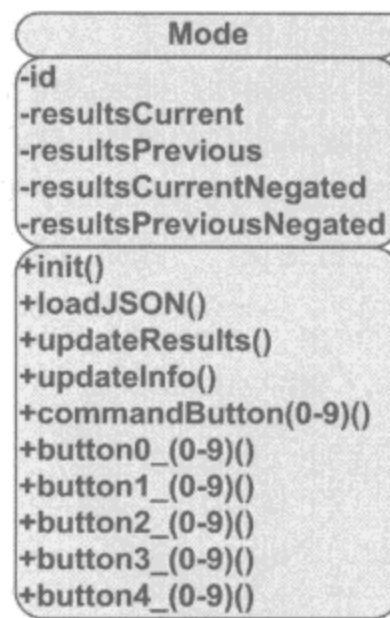 Mode
-id
-resultsCurrent
-resultsPrevious
-resultsCurrentNegated
-resultsPreviousNegated
+init()
+loadJSON()
+updateResults()
+updateInfo()
+commandButton(0-9)()
+button0_(0-9)()
+button1_(0-9)()
+button2_(0-9)()
+button3_(0-9)()
+button4_(0-9)()